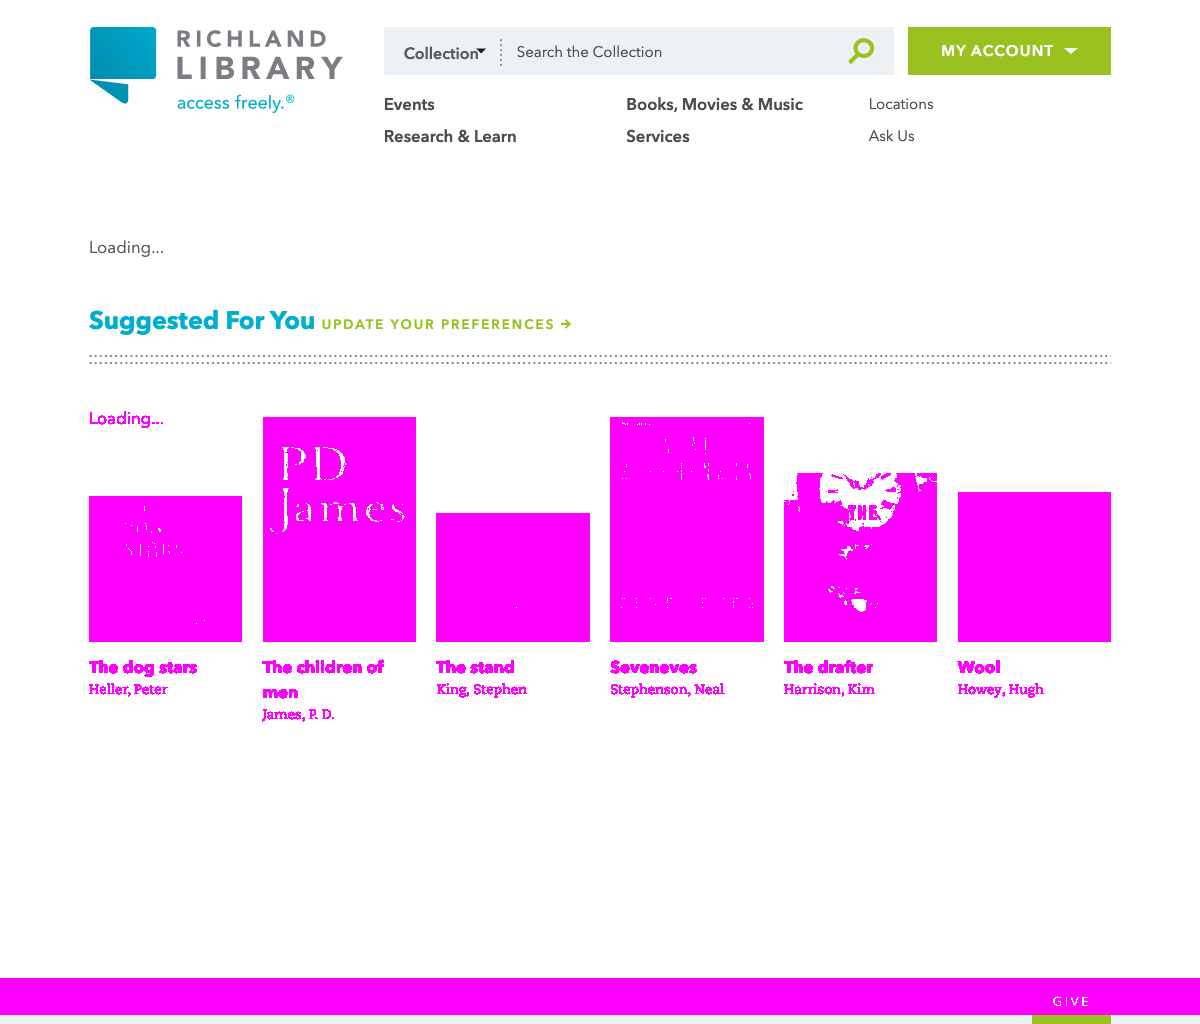 RICHLAND
LIBRARY
access freely.®
Collection
Search the Collection
MY ACCOUNT
Events
Books, Movies & Music
Locations
Research & Learn
Services
Ask Us
Loading...
Suggested For You UPDATE YOUR PREFERENCES →
Loading...
PD
James
THE
The dog stars
Heller, Peter
The children of
men
James, P. D.
The stand
King, Stephen
Seveneves
Stephenson, Neal
The drafter
Harrison, Kim
Wool
Howey, Hugh
GIVE